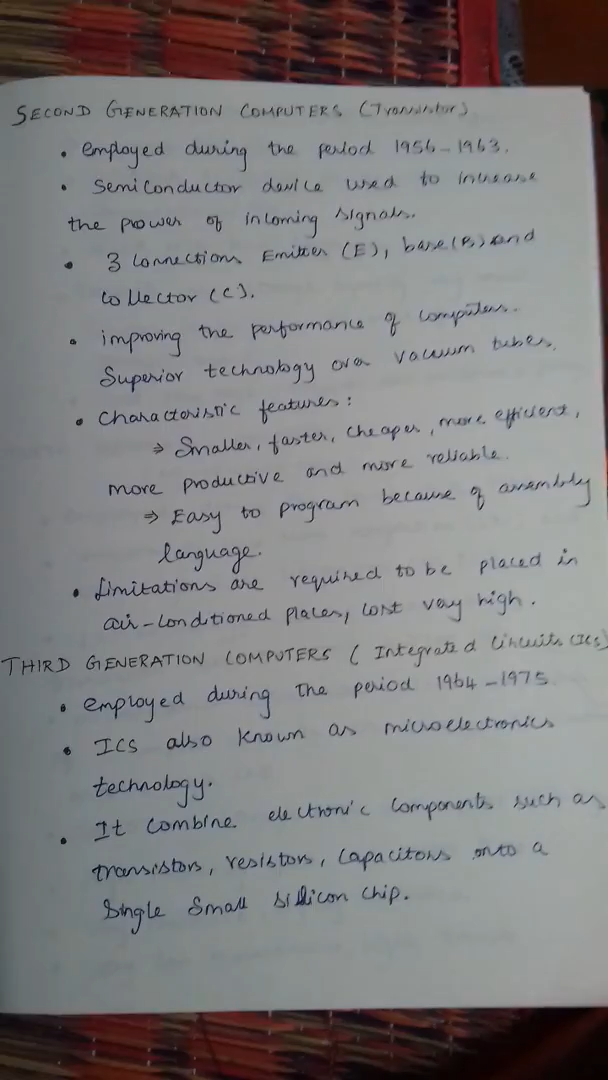 SECOND GENERATION COMPUTERS (Transistor)
• employed during the period 1956-1963.
• Semiconductor device used to increase
the power of incoming signals.
• 3 Connections Emitter (E), base(B) and
collector (C).
• improving the performance of computers.
Superior technology over vacuum tubes.
• Characteristic features:
⇒ Smaller, faster, cheaper, more efficient,
more productive and more reliable.
⇒ Easy to program because of assembly
language.
• Limitations are required to be placed in
air-conditioned places, cost very high.
THIRD GENERATION COMPUTERS (Integrated Circuits (ICs)
• employed during the period 1964-1975
• ICS also known as microelectronics
technology.
• It combine electronic components such as
transistors, resistors, capacitors onto a
Single Small Silicon chip.